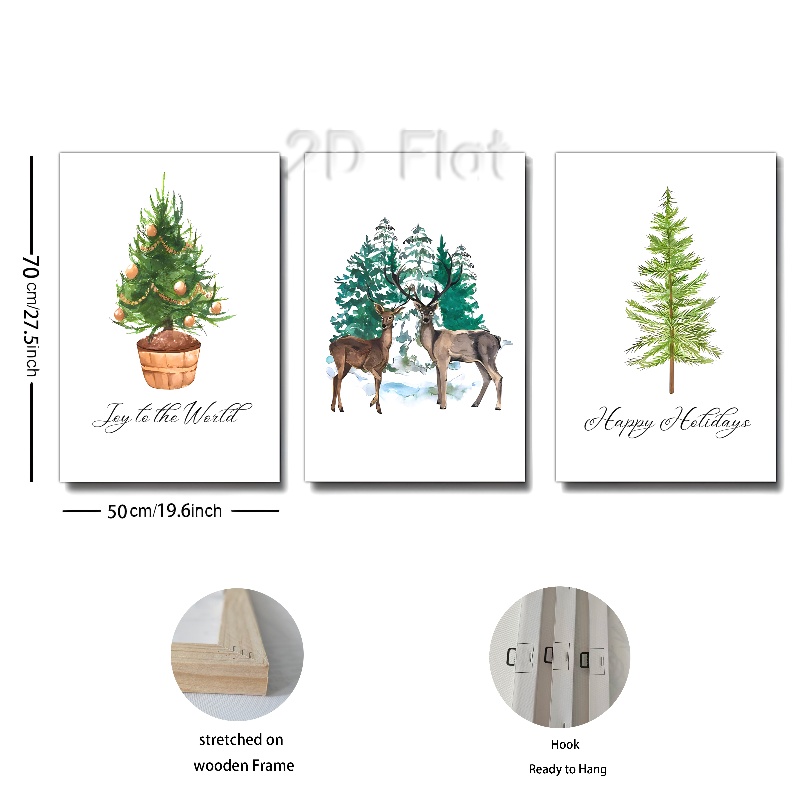 2D Flat
70 cm/27.5inch
Joy to the World
Happy Holidays
50 cm/19.6inch
stretched on
wooden Frame
Hook
Ready to Hang